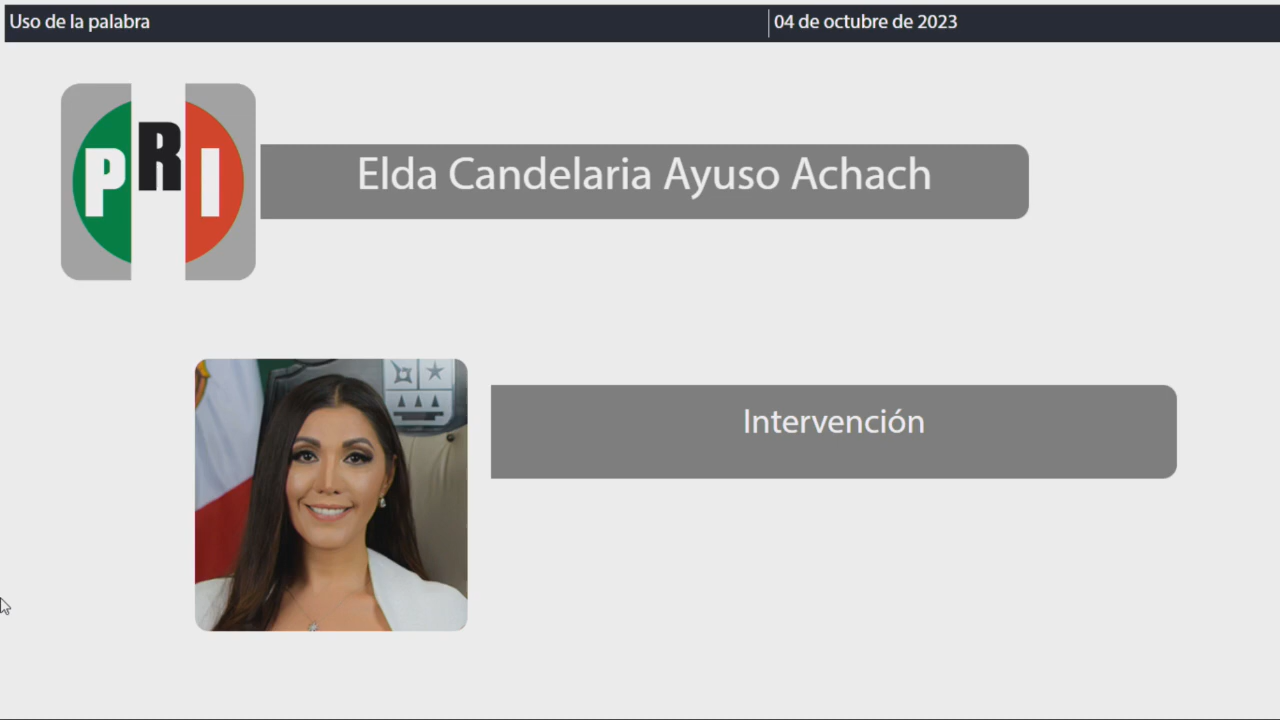 Uso de la palabra
04 de octubre de 2023
PRI
Elda Candelaria Ayuso Achach
Intervención